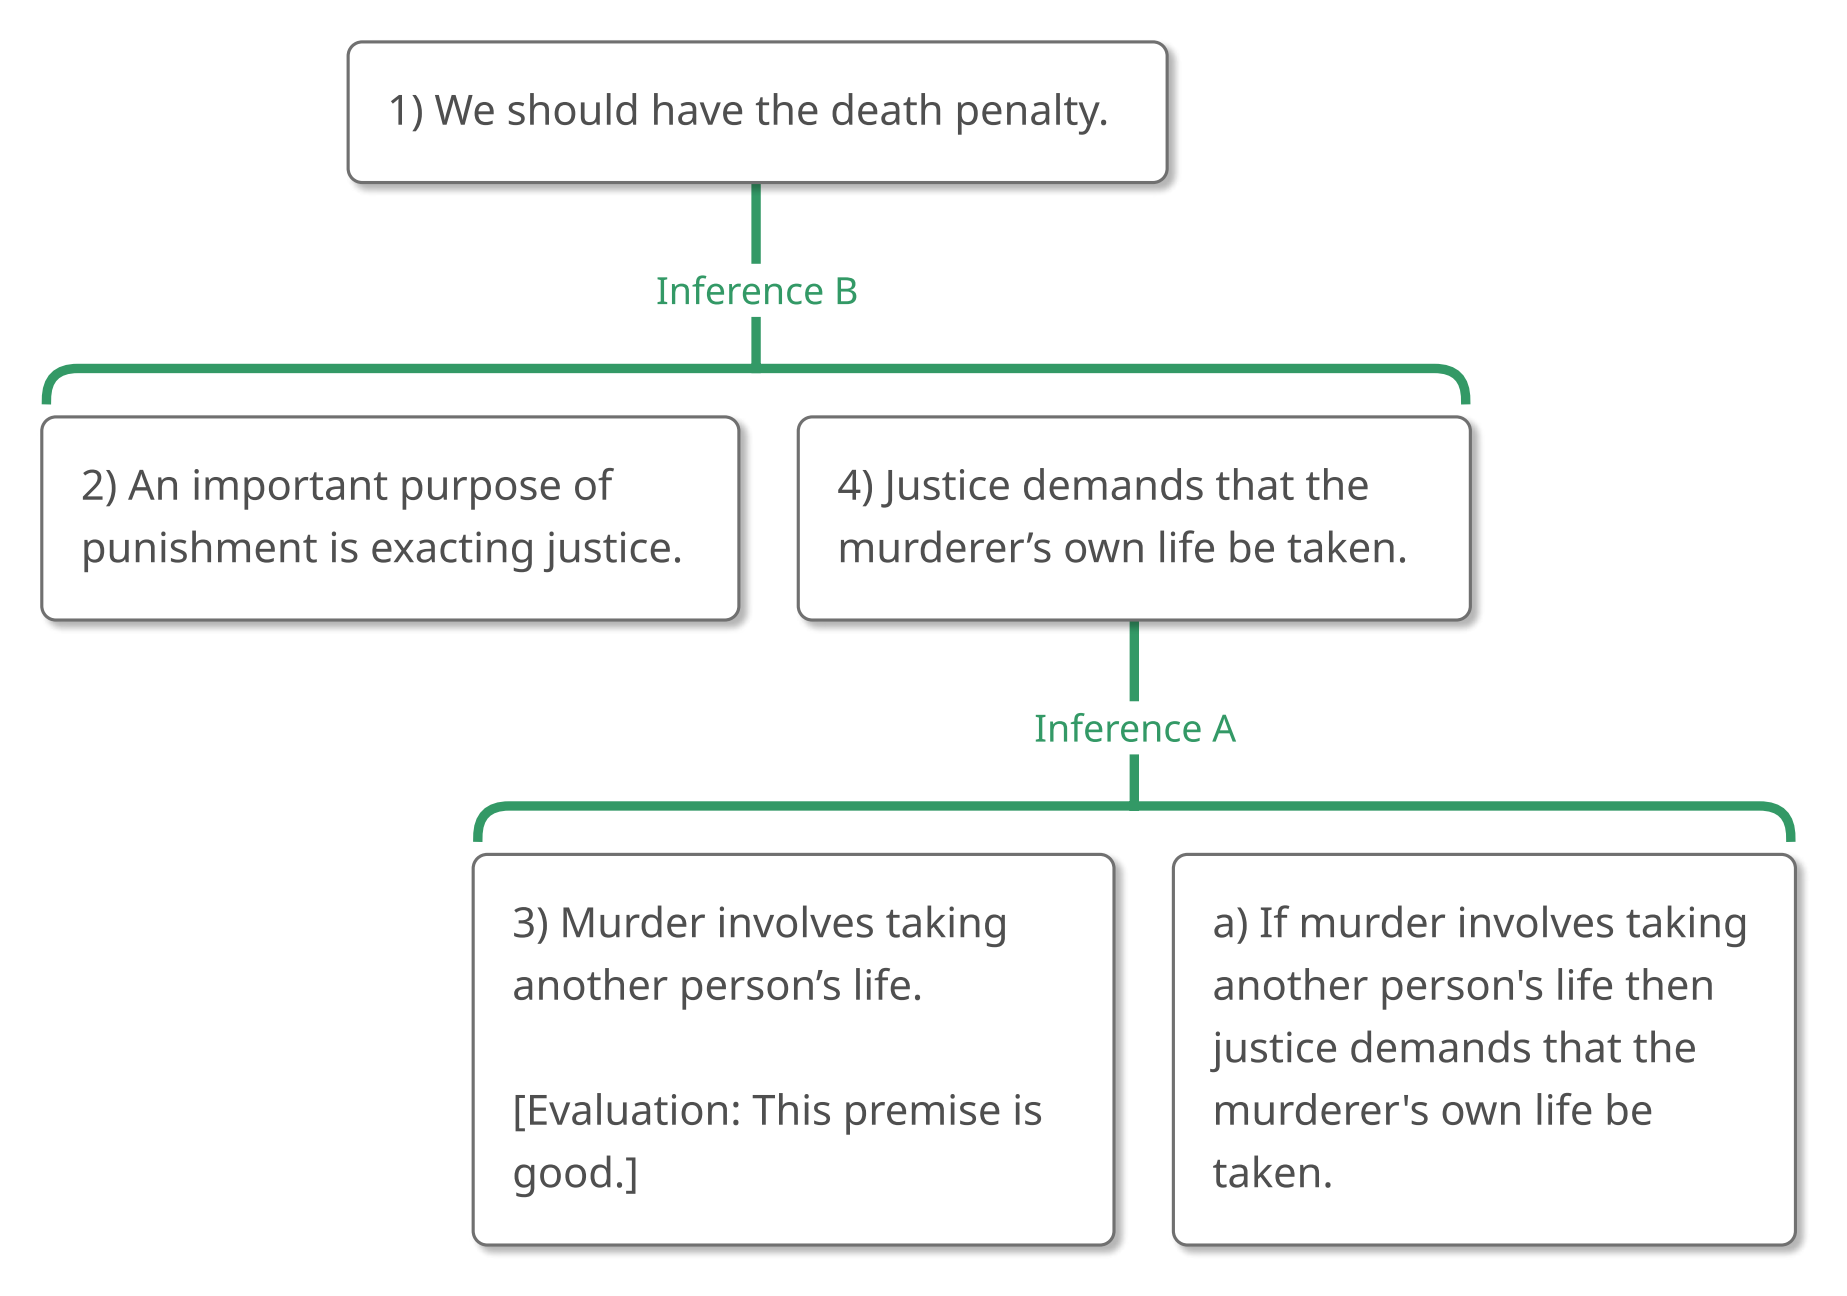 1) We should have the death penalty.
Inference B
2) An important purpose of
punishment is exacting justice.
4) Justice demands that the
murderer’s own life be taken.
Inference A
3) Murder involves taking
another person’s life.
[Evaluation: This premise is
good.]
a) If murder involves taking
another person's life then
justice demands that the
murderer's own life be
taken.